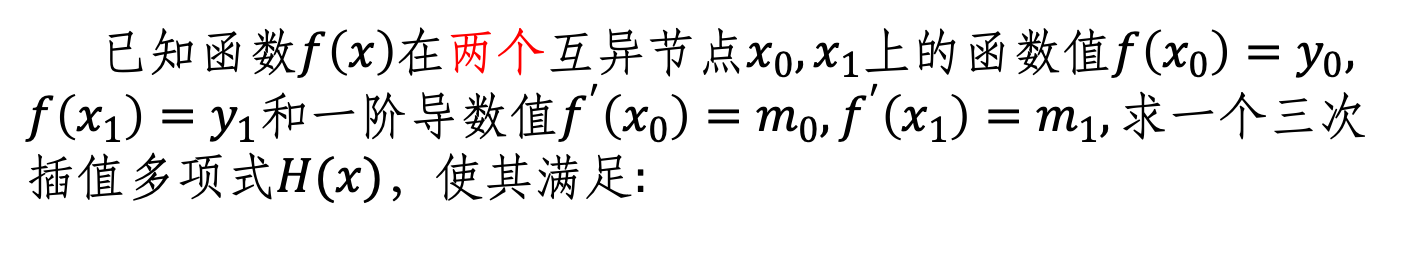 已知函数f(x)在两个互异节点x₀,x₁上的函数值f(x₀) = y₀,
f(x₁) = y₁和一阶导数值f′(x₀) = m₀,f′(x₁) = m₁,求一个三次
插值多项式H(x)，使其满足: